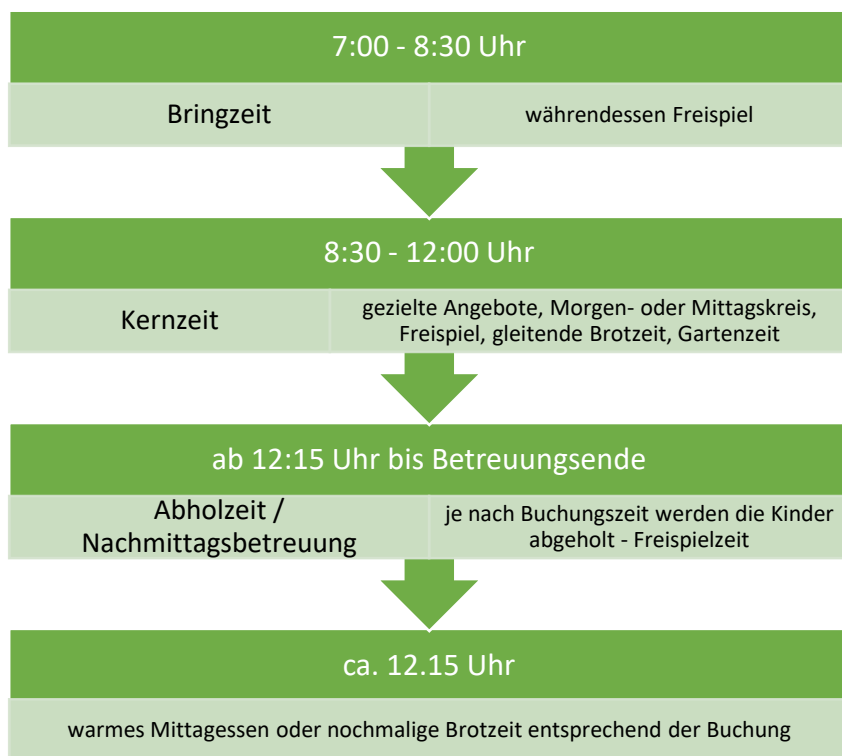 7:00 - 8:30 Uhr
Bringzeit
währendessen Freispiel
8:30 - 12:00 Uhr
Kernzeit
gezielte Angebote, Morgen- oder Mittagskreis,
Freispiel, gleitende Brotzeit, Gartenzeit
ab 12:15 Uhr bis Betreuungsende
Abholzeit /
Nachmittagsbetreuung
je nach Buchungszeit werden die Kinder
abgeholt - Freispielzeit
ca. 12.15 Uhr
warmes Mittagessen oder nochmalige Brotzeit entsprechend der Buchung